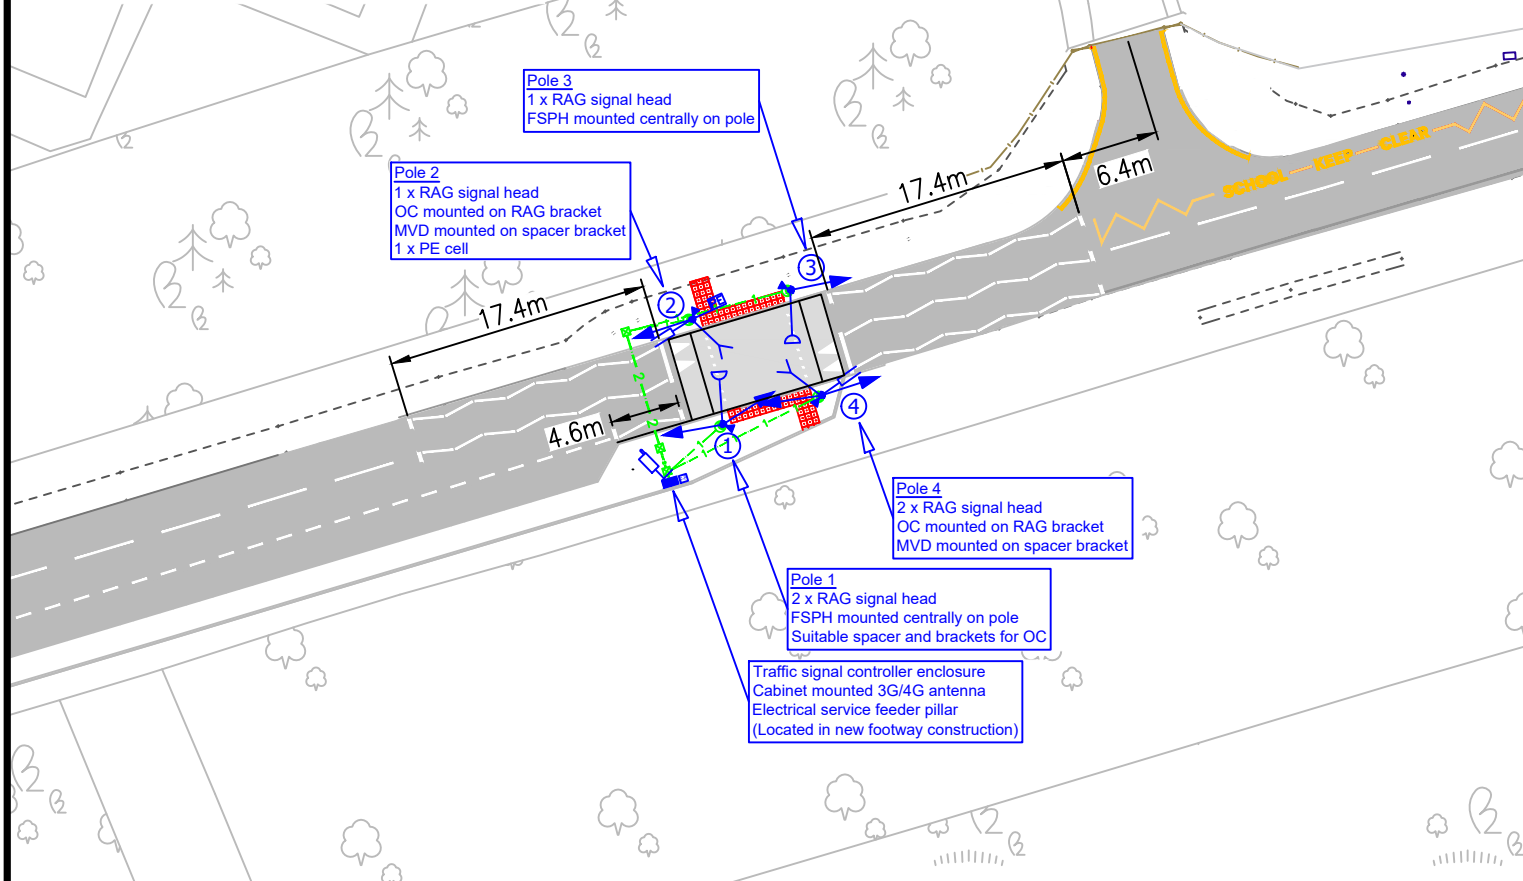 Pole 3
1 x RAG signal head
FSPH mounted centrally on pole
Pole 2
1 x RAG signal head
OC mounted on RAG bracket
MVD mounted on spacer bracket
1 x PE cell
17.4m
6.4m
SCHOOL KEEP CLEAR
17.4m
3
2
PE
2
2
4.6m
1
4
E
Pole 4
2 x RAG signal head
OC mounted on RAG bracket
MVD mounted on spacer bracket
Pole 1
2 x RAG signal head
FSPH mounted centrally on pole
Suitable spacer and brackets for OC
Traffic signal controller enclosure
Cabinet mounted 3G/4G antenna
Electrical service feeder pillar
(Located in new footway construction)